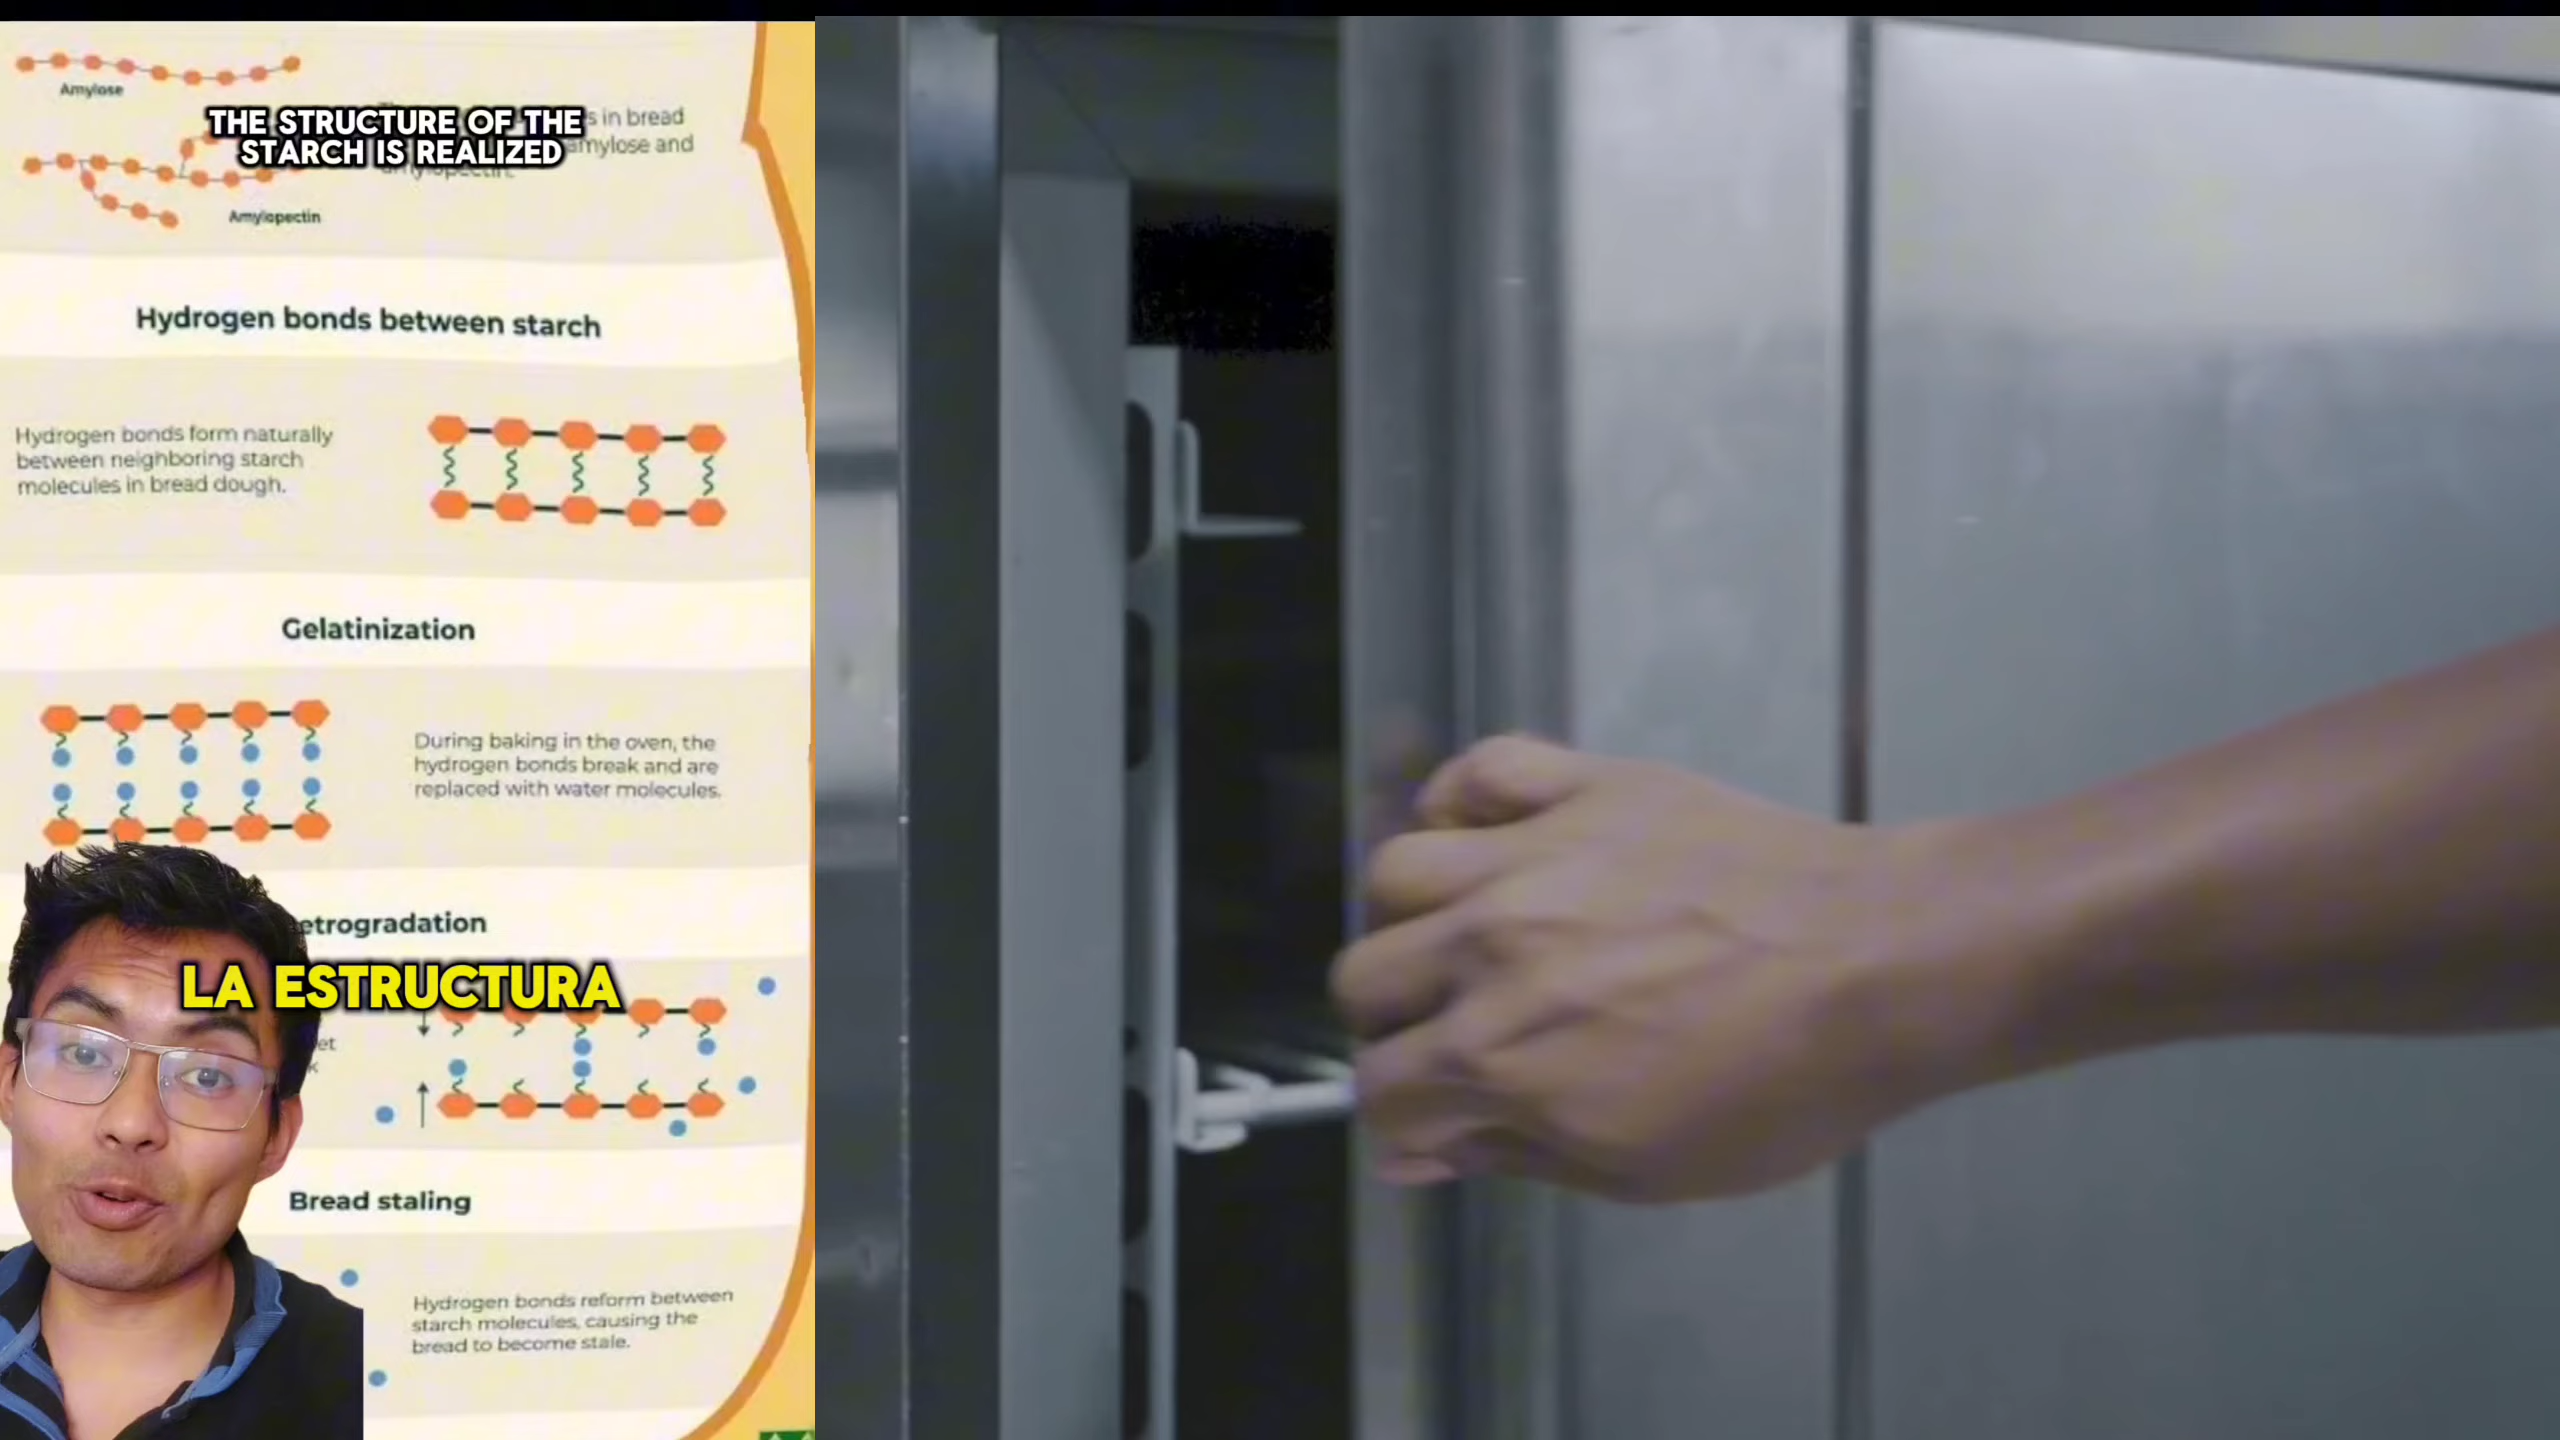 Amylose
THE STRUCTURE OF THE
STARCH IS REALIZED
s in bread
amylose and
amylopectin.
Amylopectin
Hydrogen bonds between starch
Hydrogen bonds form naturally
between neighboring starch
molecules in bread dough.
Gelatinization
During baking in the oven, the
hydrogen bonds break and are
replaced with water molecules.
etrogradation
LA ESTRUCTURA
et
k
Bread staling
Hydrogen bonds reform between
starch molecules, causing the
bread to become stale.